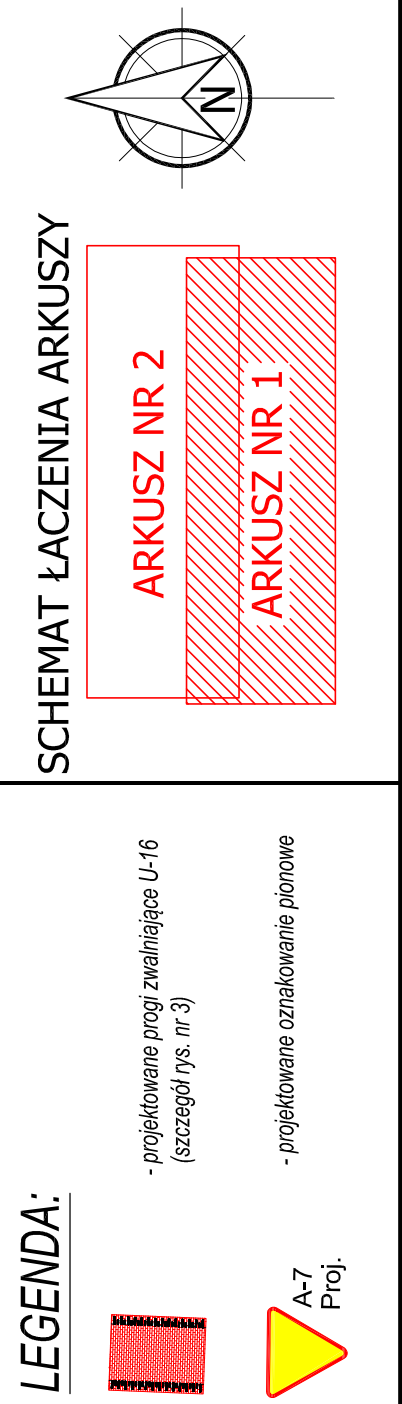 LEGENDA:
- projektowane progi zwalniające U-16
(szczegół rys. nr 3)
A-7
Proj.
- projektowane oznakowanie pionowe
SCHEMAT ŁACZENIA ARKUSZY
ARKUSZ NR 2
ARKUSZ NR 1
N